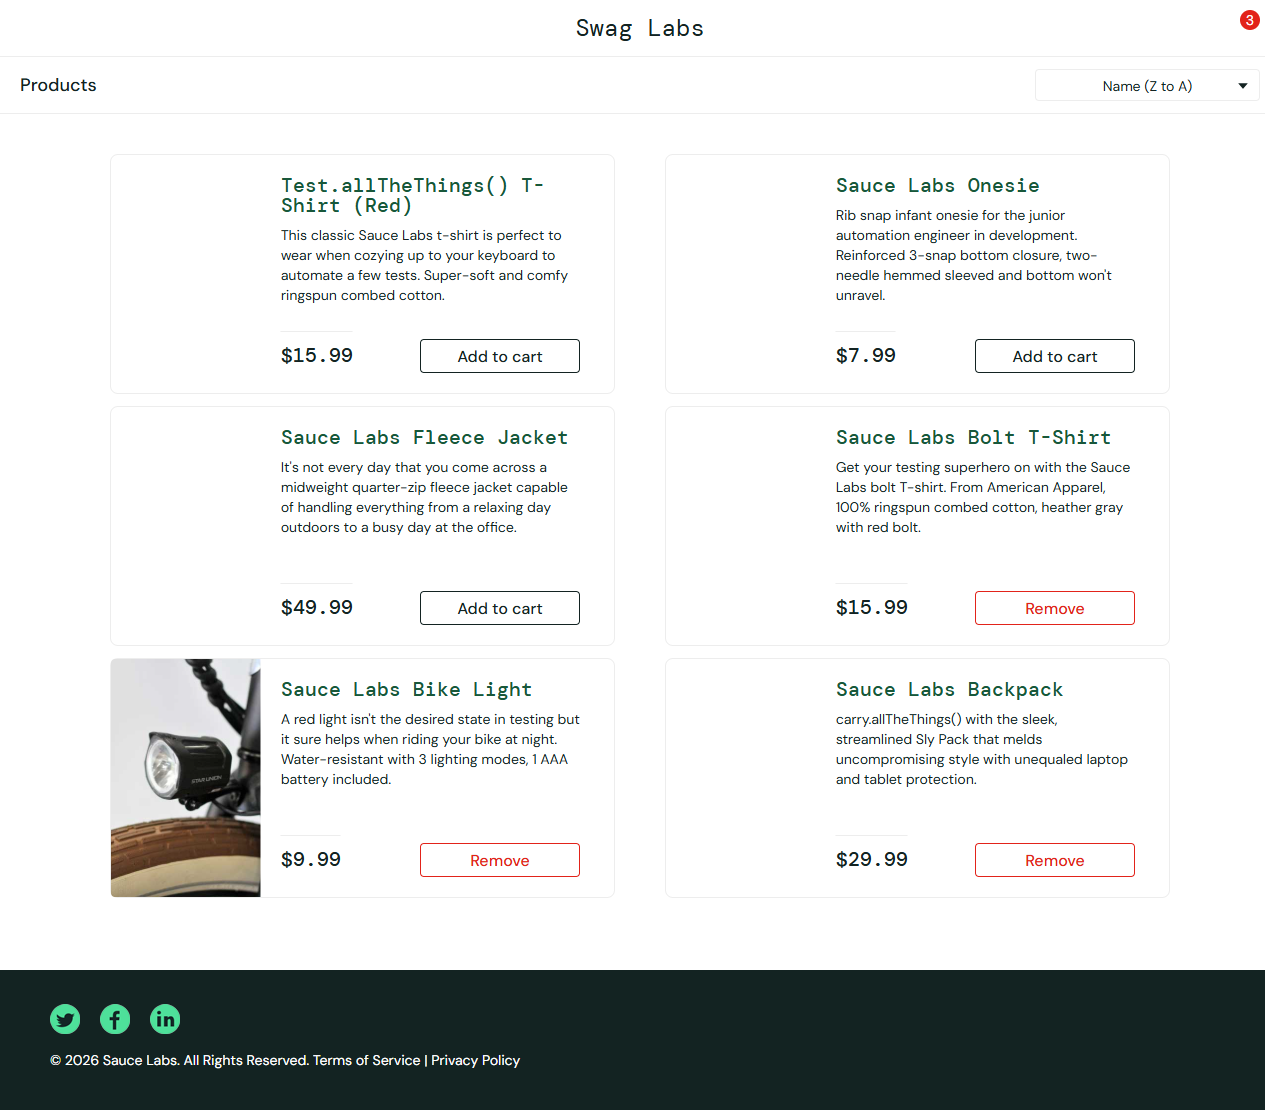 Swag Labs
3
Products
Name (Z to A)
Test.allTheThings() T-
Shirt (Red)
This classic Sauce Labs t-shirt is perfect to
wear when cozying up to your keyboard to
automate a few tests. Super-soft and comfy
ringspun combed cotton.
$15.99
Add to cart
Sauce Labs Onesie
Rib snap infant onesie for the junior
automation engineer in development.
Reinforced 3-snap bottom closure, two-
needle hemmed sleeved and bottom won't
unravel.
$7.99
Add to cart
Sauce Labs Fleece Jacket
It's not every day that you come across a
midweight quarter-zip fleece jacket capable
of handling everything from a relaxing day
outdoors to a busy day at the office.
$49.99
Add to cart
Sauce Labs Bolt T-Shirt
Get your testing superhero on with the Sauce
Labs bolt T-shirt. From American Apparel,
100% ringspun combed cotton, heather gray
with red bolt.
$15.99
Remove
STAR UNION
Sauce Labs Bike Light
A red light isn't the desired state in testing but
it sure helps when riding your bike at night.
Water-resistant with 3 lighting modes, 1 AAA
battery included.
$9.99
Remove
Sauce Labs Backpack
carry.allTheThings() with the sleek,
streamlined Sly Pack that melds
uncompromising style with unequaled laptop
and tablet protection.
$29.99
Remove
© 2026 Sauce Labs. All Rights Reserved. Terms of Service | Privacy Policy